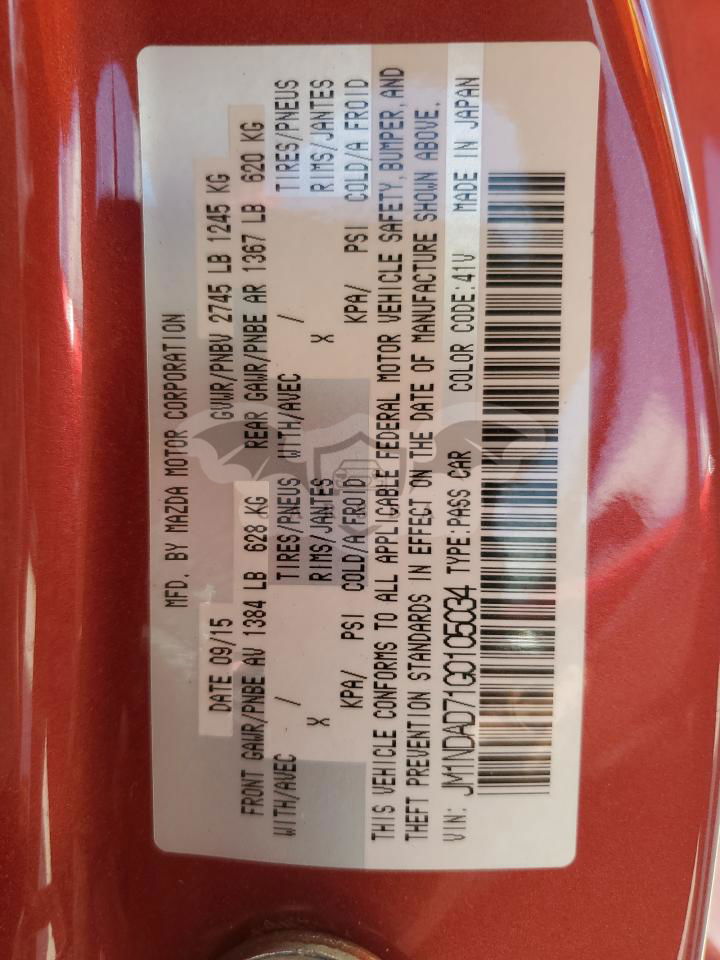 MFD. BY MAZDA MOTOR CORPORATION
DATE 09/15 GVWR/PNBV 2745 LB 1245 KG
FRONT GAWR/PNBE AV 1384 LB 628 KG REAR GAWR/PNBE AR 1367 LB 620 KG
WITH/AVEC / TIRES/PNEUS WITH/AVEC / TIRES/PNEUS
X RIMS/JANTES X RIMS/JANTES
KPA/ PSI COLD/A FROID KPA/ PSI COLD/A FROID
THIS VEHICLE CONFORMS TO ALL APPLICABLE FEDERAL MOTOR VEHICLE SAFETY, BUMPER, AND
THEFT PREVENTION STANDARDS IN EFFECT ON THE DATE OF MANUFACTURE SHOWN ABOVE.
VIN: JM1NDAD71G0105034 TYPE:PASS CAR COLOR CODE:41V MADE IN JAPAN